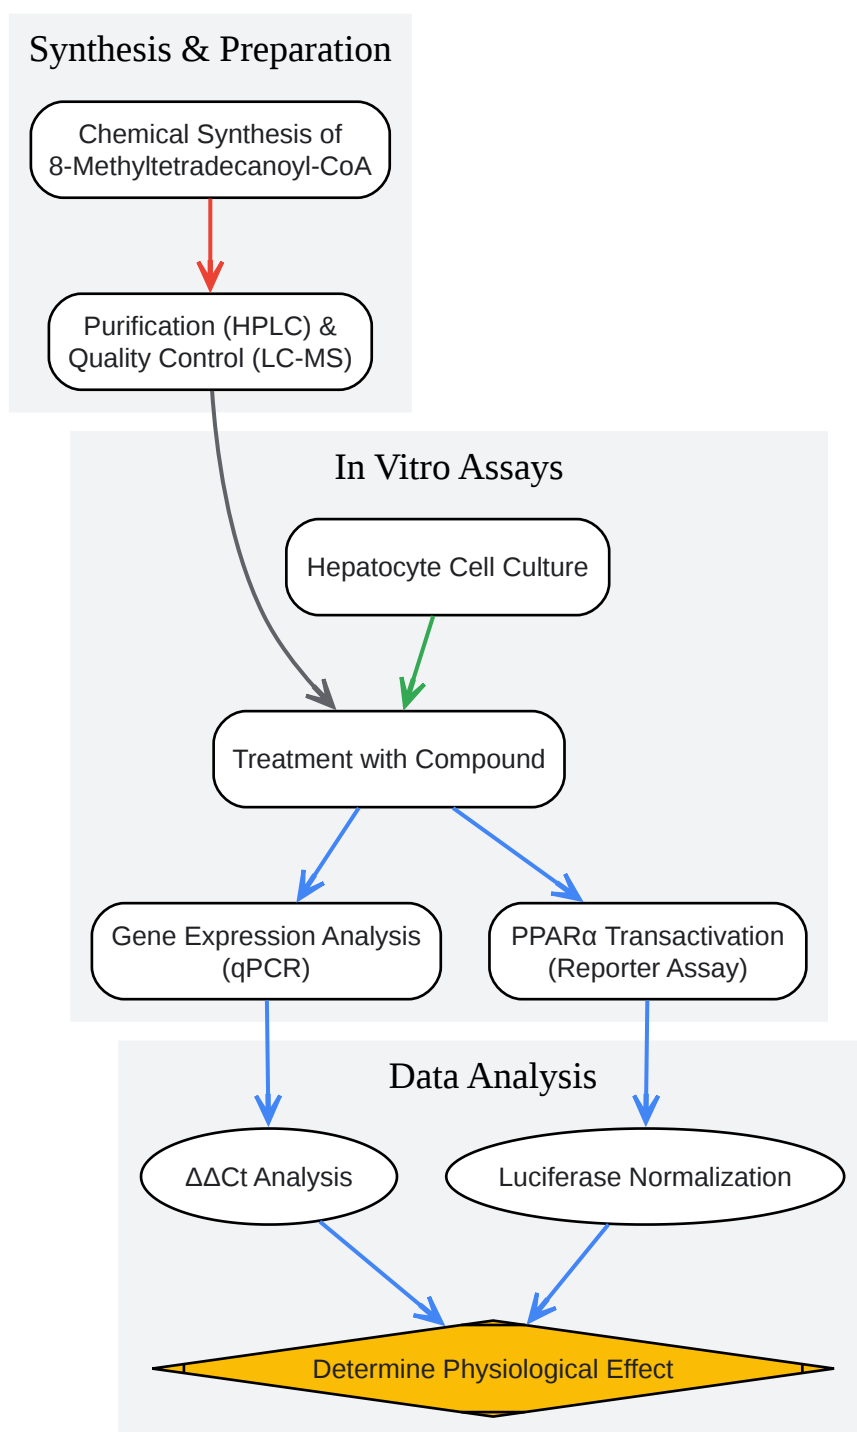 Synthesis & Preparation
Chemical Synthesis of
8-Methyltetradecanoyl-CoA
Purification (HPLC) &
Quality Control (LC-MS)
In Vitro Assays
Hepatocyte Cell Culture
Treatment with Compound
Gene Expression Analysis
(qPCR)
PPARα Transactivation
(Reporter Assay)
Data Analysis
ΔΔCt Analysis
Luciferase Normalization
Determine Physiological Effect